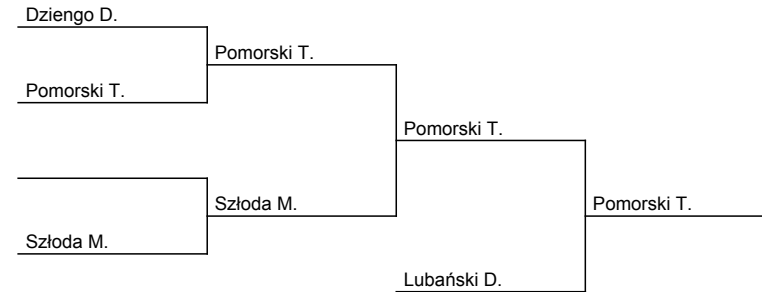 Dziengo D.
Pomorski T.
Pomorski T.
Pomorski T.
Szłoda M.
Pomorski T.
Szłoda M.
Lubański D.